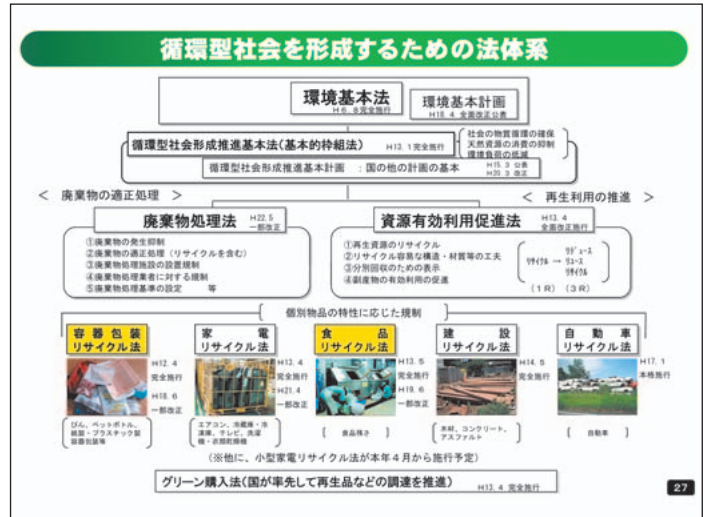 循環型社会を形成するための法体系
環境基本法
H6.8完全施行
環境基本計画
H18.4 全面改正公表
循環型社会形成推進基本法(基本的枠組法)
H13.1完全施行
社会の物質循環の確保
天然資源の消費の抑制
環境負荷の低減
循環型社会形成推進基本計画 :国の他の計画の基本
H15.3 公表
H20.3 改正
< 廃棄物の適正処理 >
< 再生利用の推進 >
廃棄物処理法
H22.5
一部改正
①廃棄物の発生抑制
②廃棄物の適正処理(リサイクルを含む)
③廃棄物処理施設の設置規制
④廃棄物処理業者に対する規制
⑤廃棄物処理基準の設定 等
資源有効利用促進法
H13.4
全面改正施行
①再生資源のリサイクル
②リサイクル容易な構造・材質等の工夫
③分別回収のための表示
④副産物の有効利用の促進
リデュース
リサイクル → リユース
リサイクル
(1R) (3R)
個別物品の特性に応じた規制
容器包装
リサイクル法
H12.4
完全施行
H18.6
一部改正
びん、ペットボトル、
紙製・プラスチック製
容器包装等
家電
リサイクル法
H13.4
完全施行
H21.4
一部改正
エアコン、冷蔵庫・冷
凍庫、テレビ、洗濯
機・衣類乾燥機
食品
リサイクル法
H13.5
完全施行
H19.6
一部改正
食品残さ
建設
リサイクル法
H14.5
完全施行
木材、コンクリート、
アスファルト
自動車
リサイクル法
H17.1
本格施行
自動車
(※他に、小型家電リサイクル法が本年4月から施行予定)
グリーン購入法(国が率先して再生品などの調達を推進)
H13.4 完全施行
27